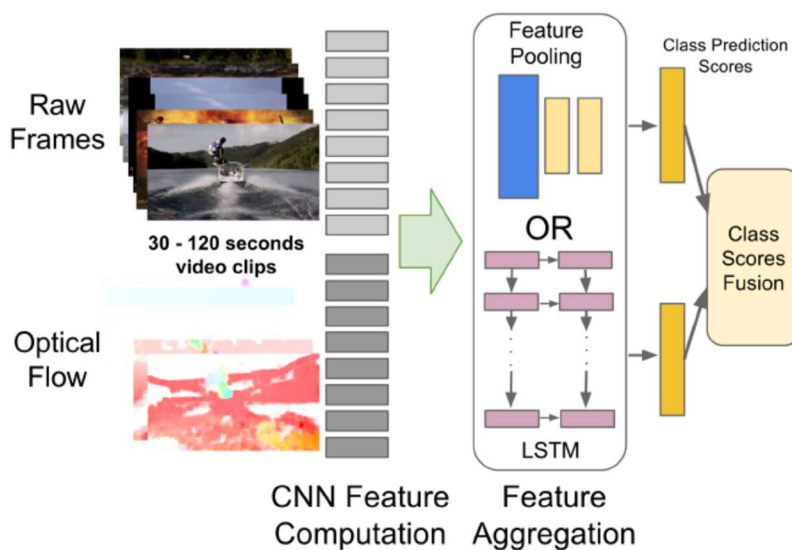 Raw
Frames
30 - 120 seconds
video clips
Optical
Flow
CNN Feature
Computation
Feature
Pooling
OR
LSTM
Feature
Aggregation
Class Prediction
Scores
Class
Scores
Fusion